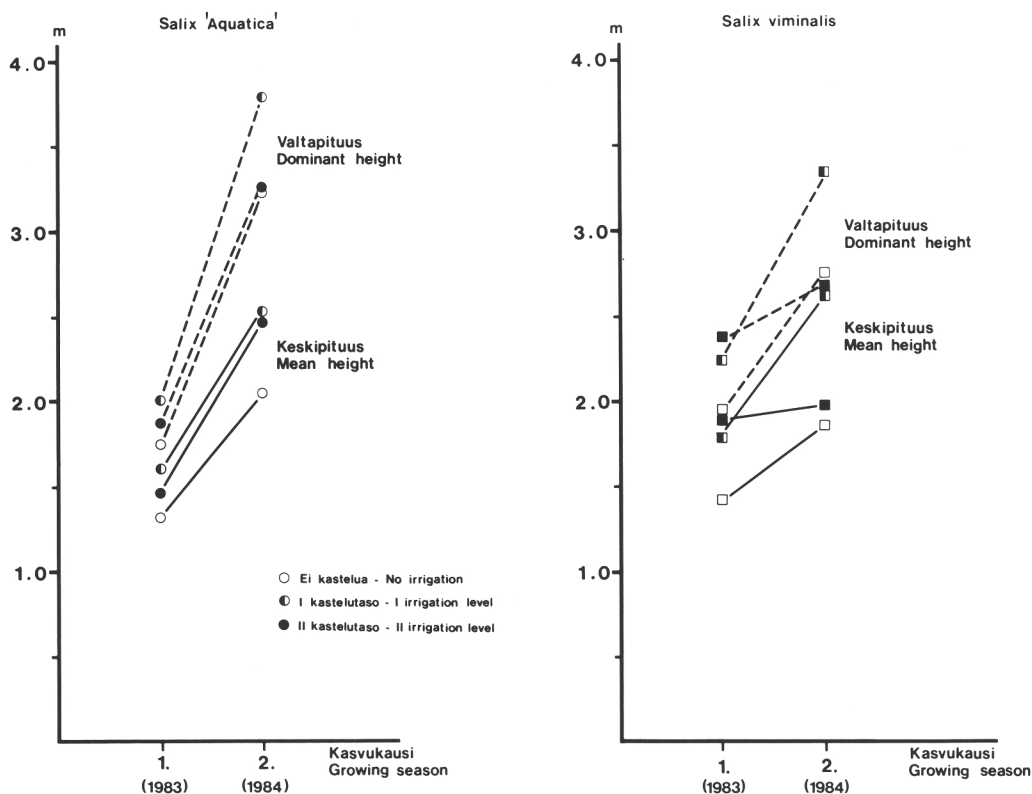 Salix 'Aquatica'
m
4.0
3.0
2.0
1.0
Valtapituus
Dominant height
Keskipituus
Mean height
Ei kastelua - No irrigation
I kastelutaso - I irrigation level
II kastelutaso - II irrigation level
1.
(1983)
2.
(1984)
Kasvukausi
Growing season
Salix viminalis
m
4.0
3.0
2.0
1.0
Valtapituus
Dominant height
Keskipituus
Mean height
1.
(1983)
2.
(1984)
Kasvukausi
Growing season